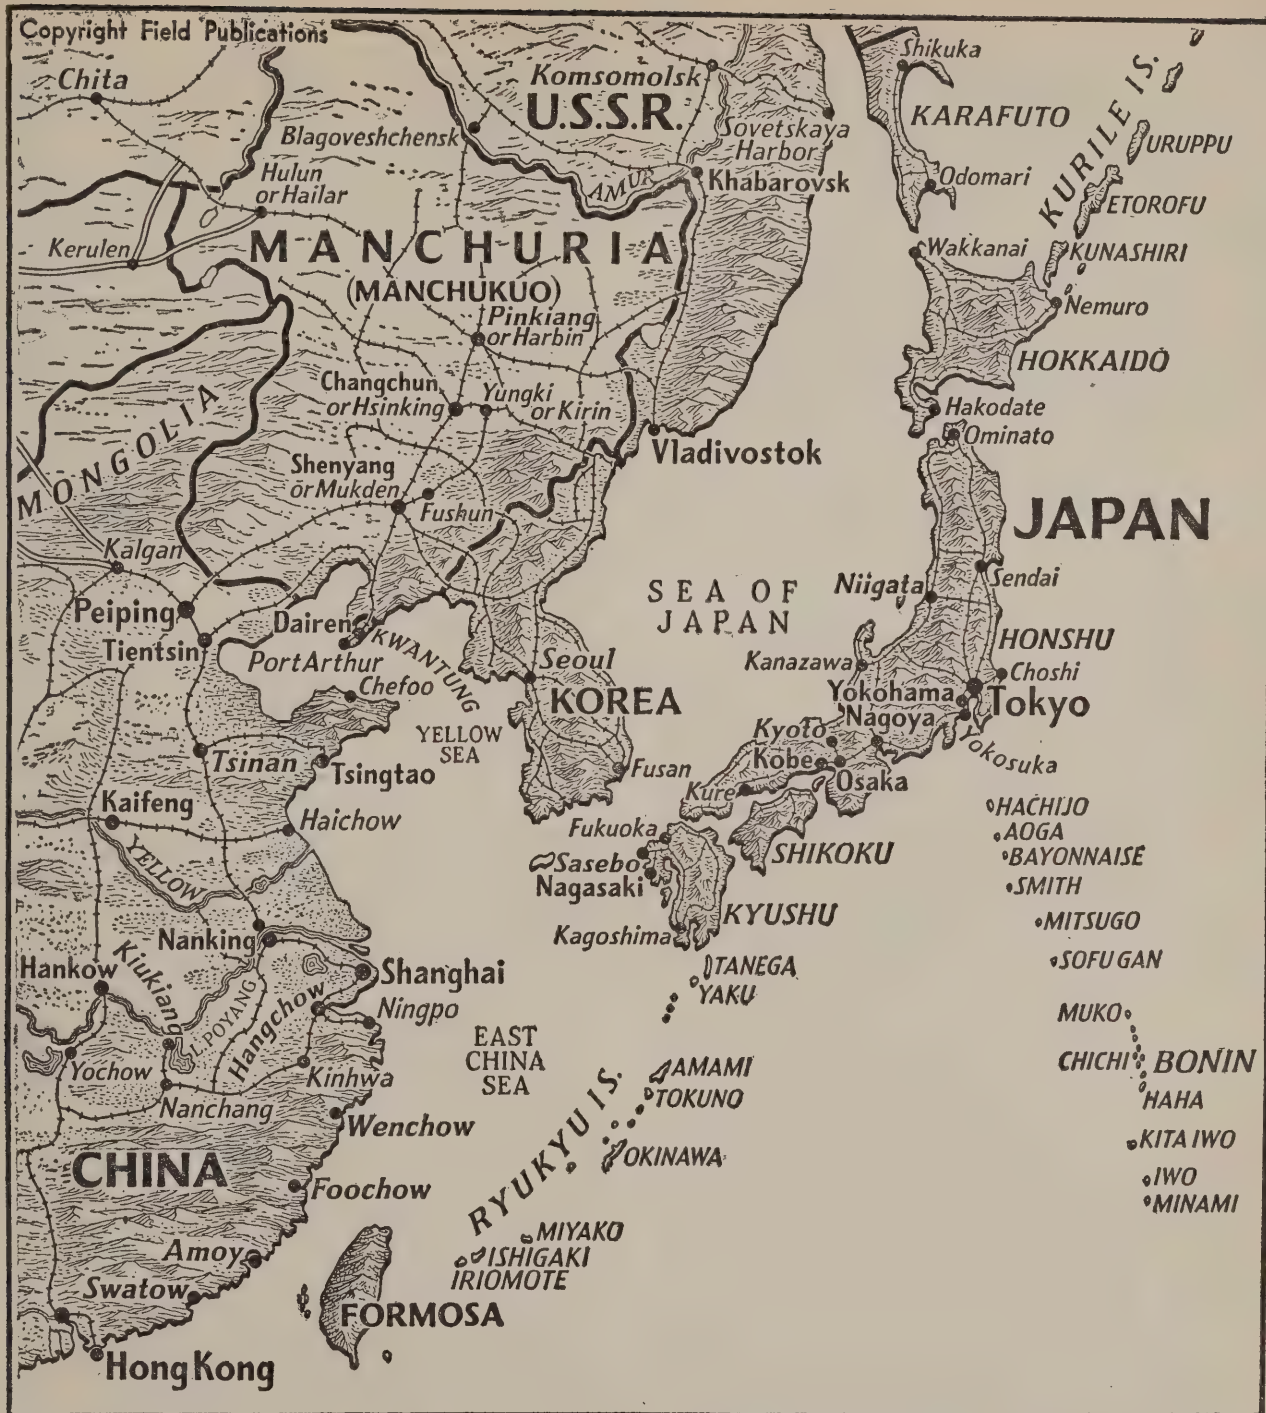 Copyright Field Publications
Chita
Komsomolsk
U.S.S.R.
Blagoveshchensk
Sovetskaya
Harbor
Shikuka
KARAFUTO
KURILE IS.
URUPPU
Hulun
or Hailar
AMUR
Khabarovsk
Odomari
ETOROFU
Kerulen
MANCHURIA
(MANCHUKUO)
Wakkanai
KUNASHIRI
Nemuro
Pinkiang
or Harbin
HOKKAIDO
Changchun
or Hsinking
Yungki
or Kirin
Hakodate
Ominato
MONGOLIA
Vladivostok
Shenyang
or Mukden
Fushun
JAPAN
Kalgan
Sendai
Niigata
SEA OF
JAPAN
Peiping
Dairen
KWANTUNG
Tientsin
Port Arthur
Chefoo
Seoul
KOREA
Kanazawa
HONSHU
Choshi
Yokohama
Tokyo
Nagoya
Yokosuka
YELLOW
SEA
Kyoto
Kobe
Osaka
Tsinan
Tsingtao
Fusan
Kure
Kaifeng
Haichow
HACHIJO
AOGA
BAYONNAISE
SMITH
Fukuoka
Sasebo
Nagasaki
SHIKOKU
YELLOW
KYUSHU
MITSUGO
Nanking
Kagoshima
SOFU GAN
Hankow
Kiukiang
Shanghai
TANEGA
YAKU
L. POYANG
Hangchow
Ningpo
EAST
CHINA
SEA
MUKO
CHICHI
BONIN
HAHA
Yochow
Kinhwa
AMAMI
TOKUNO
Nanchang
Wenchow
RYUKYU IS.
OKINAWA
KITA IWO
IWO
MINAMI
CHINA
Foochow
MIYAKO
ISHIGAKI
IRIOMOTE
Amoy
Swatow
FORMOSA
Hong Kong